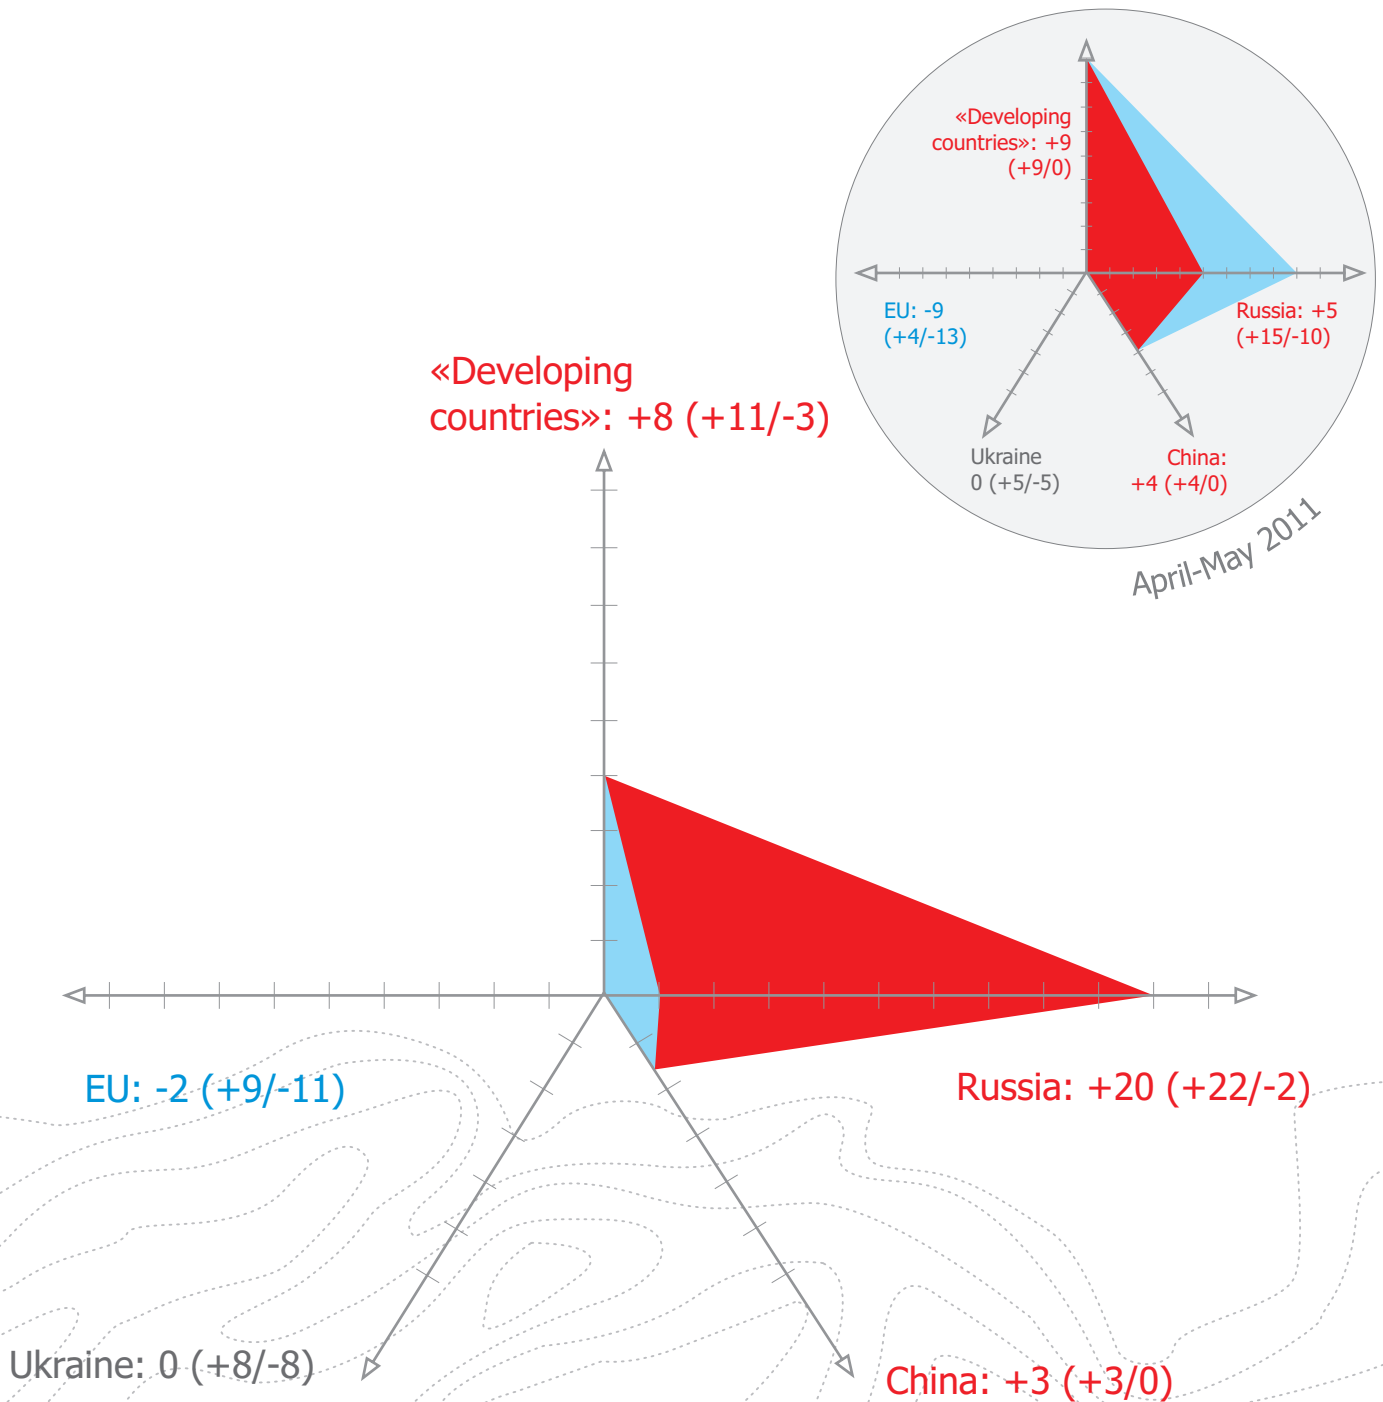 «Developing
countries»: +9
(+9/0)
EU: -9
(+4/-13)
Russia: +5
(+15/-10)
Ukraine
0 (+5/-5)
China:
+4 (+4/0)
April-May 2011
«Developing
countries»: +8 (+11/-3)
EU: -2 (+9/-11)
Russia: +20 (+22/-2)
Ukraine: 0 (+8/-8)
China: +3 (+3/0)